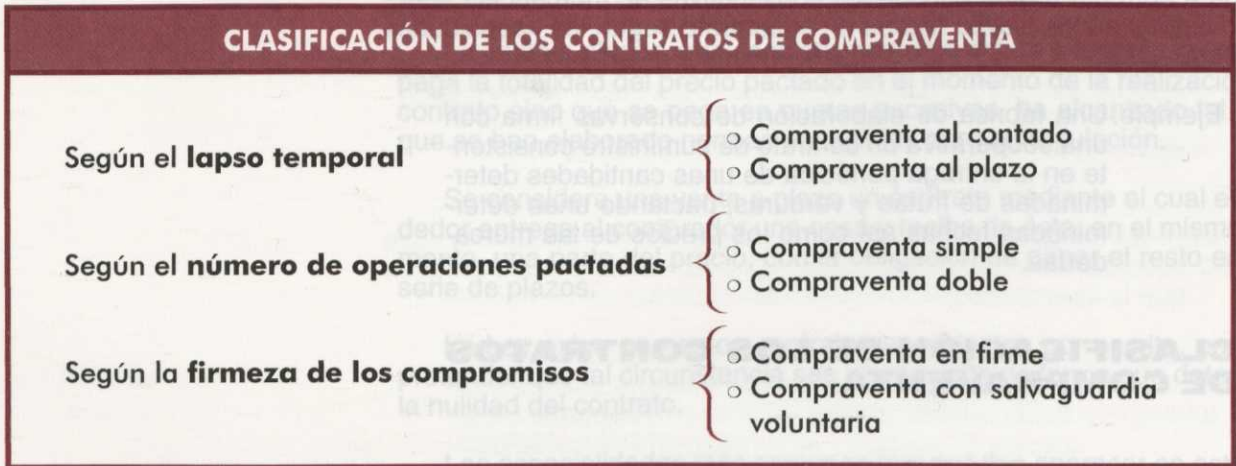 CLASIFICACIÓN DE LOS CONTRATOS DE COMPRAVENTA
Según el lapso temporal
○ Compraventa al contado
○ Compraventa al plazo
Según el número de operaciones pactadas
○ Compraventa simple
○ Compraventa doble
Según la firmeza de los compromisos
○ Compraventa en firme
○ Compraventa con salvaguardia
voluntaria